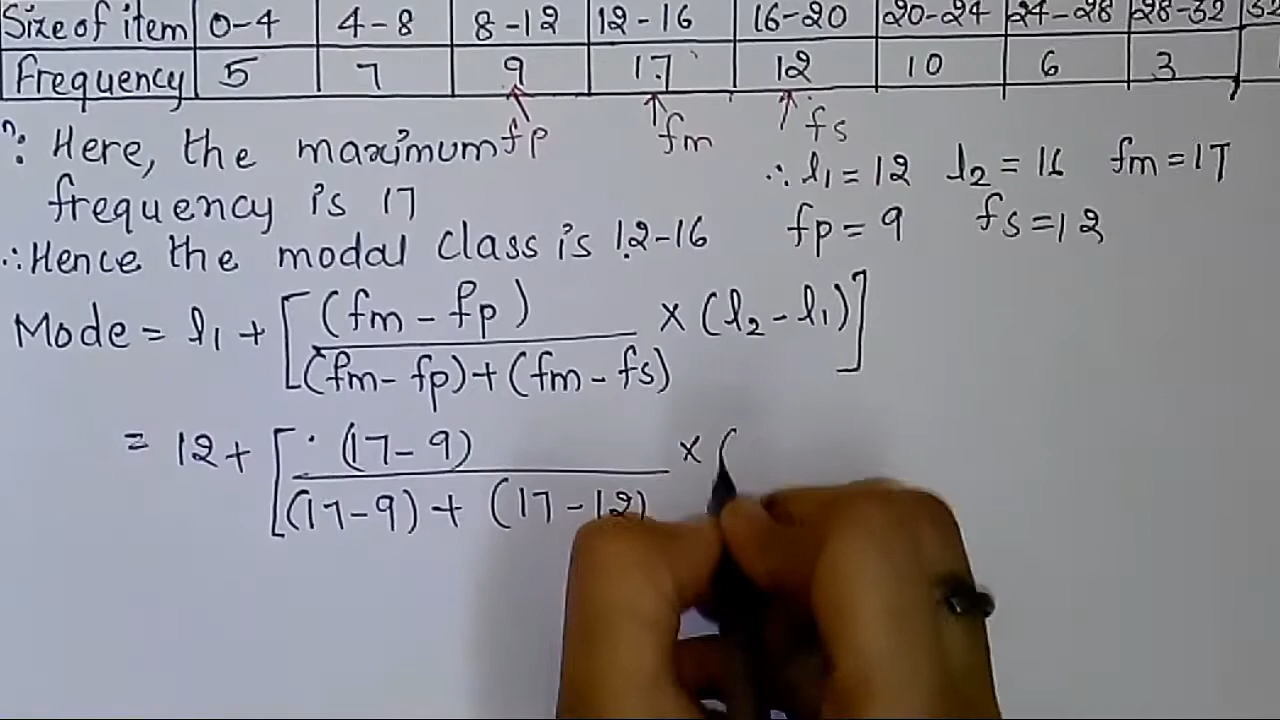 Size of item 0-4 4-8 8-12 12-16 16-20 20-24 24-28 28-32
Frequency 5 7 9 17 12 10 6 3
fp fm fs
∴ Here, the maximum
frequency is 17
∴ l1 = 12 l2 = 16 fm = 17
fp = 9 fs = 12
∴ Hence the modal class is 12-16
Mode = l1 + [(fm - fp) / (fm - fp) + (fm - fs) × (l2 - l1)]
= 12 + [(17 - 9) / (17 - 9) + (17 - 12) × (